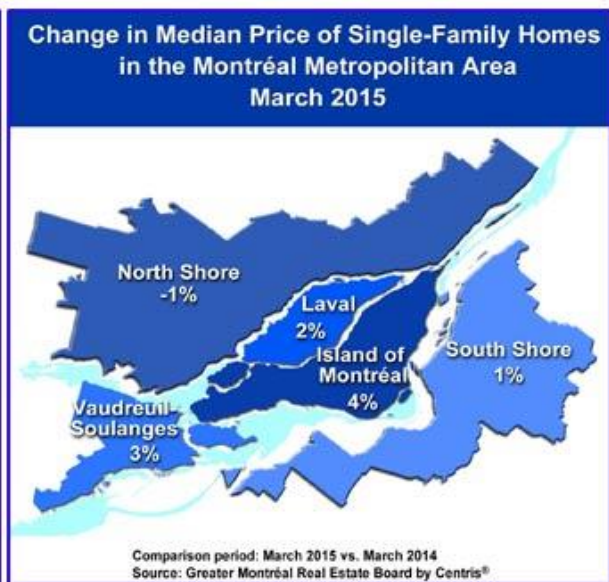 Change in Median Price of Single-Family Homes
in the Montréal Metropolitan Area
March 2015
North Shore
-1%
Laval
2%
Island of
Montréal
4%
South Shore
1%
Vaudreuil-
Soulanges
3%
Comparison period: March 2015 vs. March 2014
Source: Greater Montréal Real Estate Board by Centris®